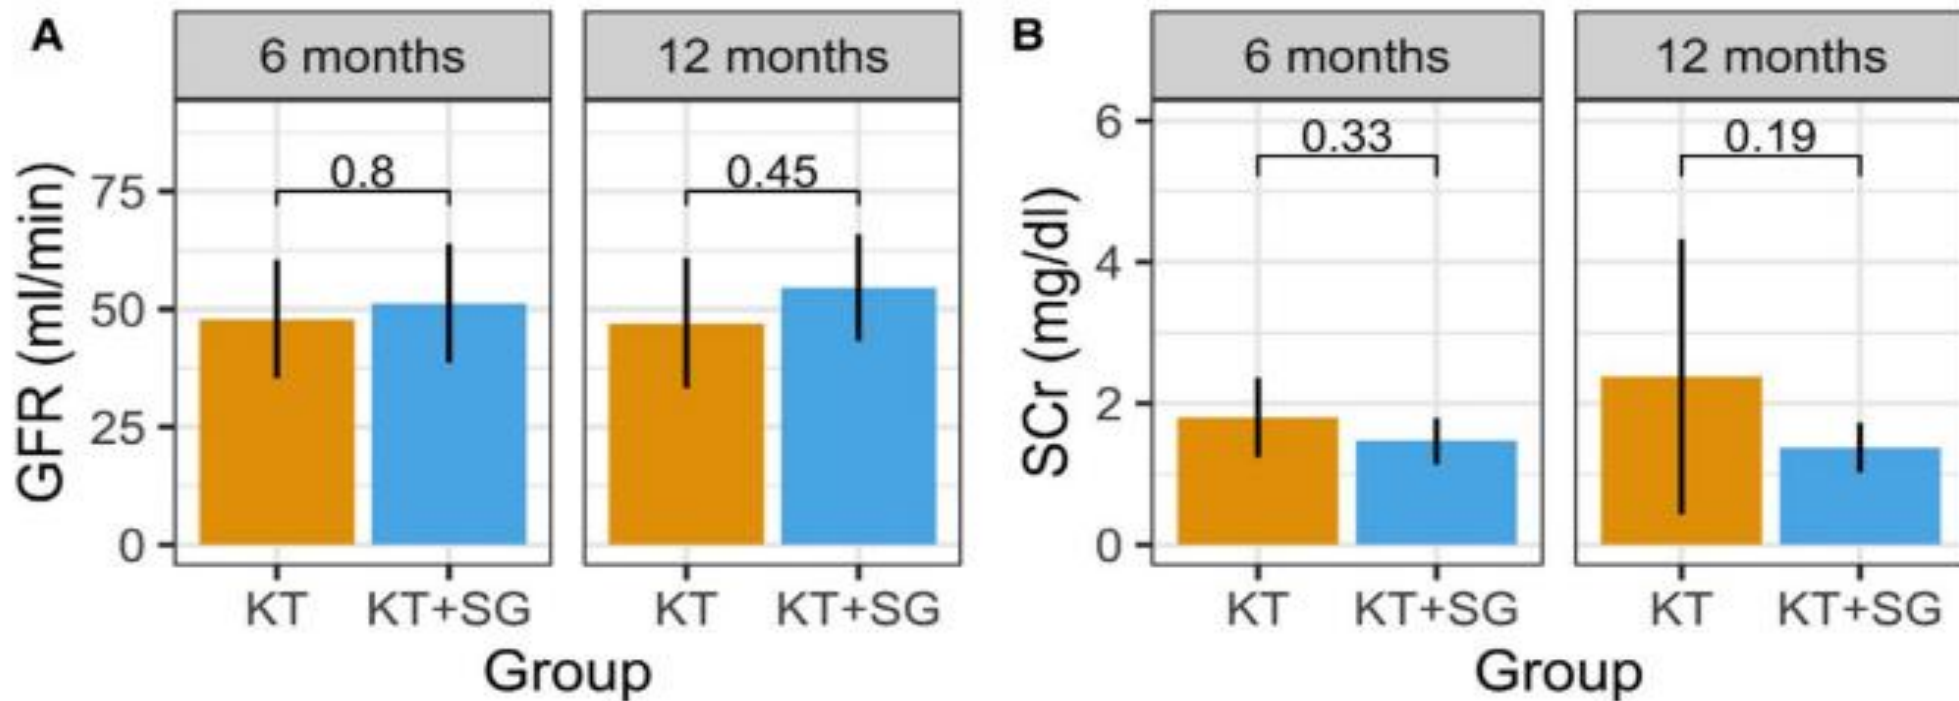 A
6 months
12 months
GFR (ml/min)
75
50
25
0
0.8
0.45
KT
KT+SG
KT
KT+SG
Group
B
6 months
12 months
SCr (mg/dl)
6
4
2
0
0.33
0.19
KT
KT+SG
KT
KT+SG
Group